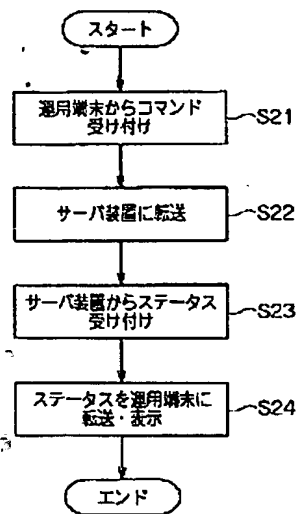 スタート
運用端末からコマンド
受け付け
S21
サーバ装置に転送
S22
サーバ装置からステータス
受け付け
S23
ステータスを運用端末に
転送・表示
S24
エンド